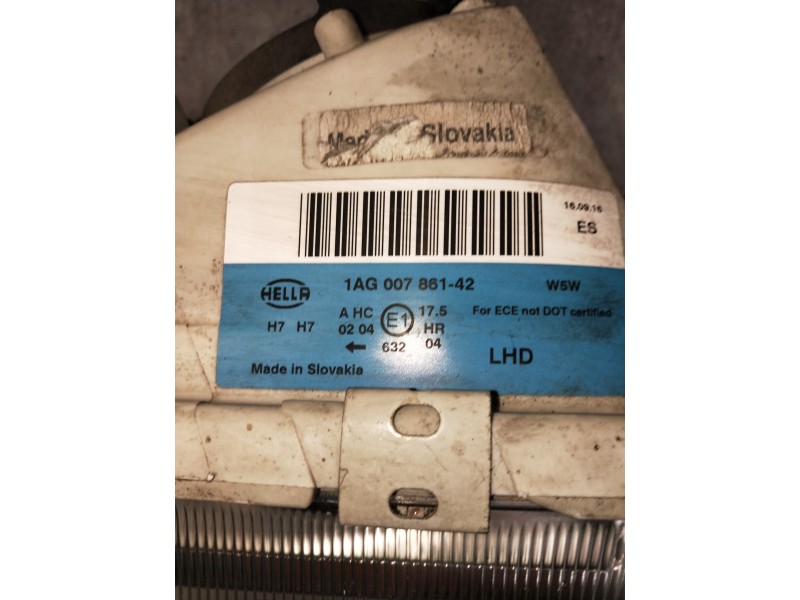 Made Slovakia
16.09.16
ES
HELLA
1AG 007 861-42
W5W
H7 H7
A HC
02 04
E1
17.5
HR
04
For ECE not DOT certified
632
LHD
Made in Slovakia